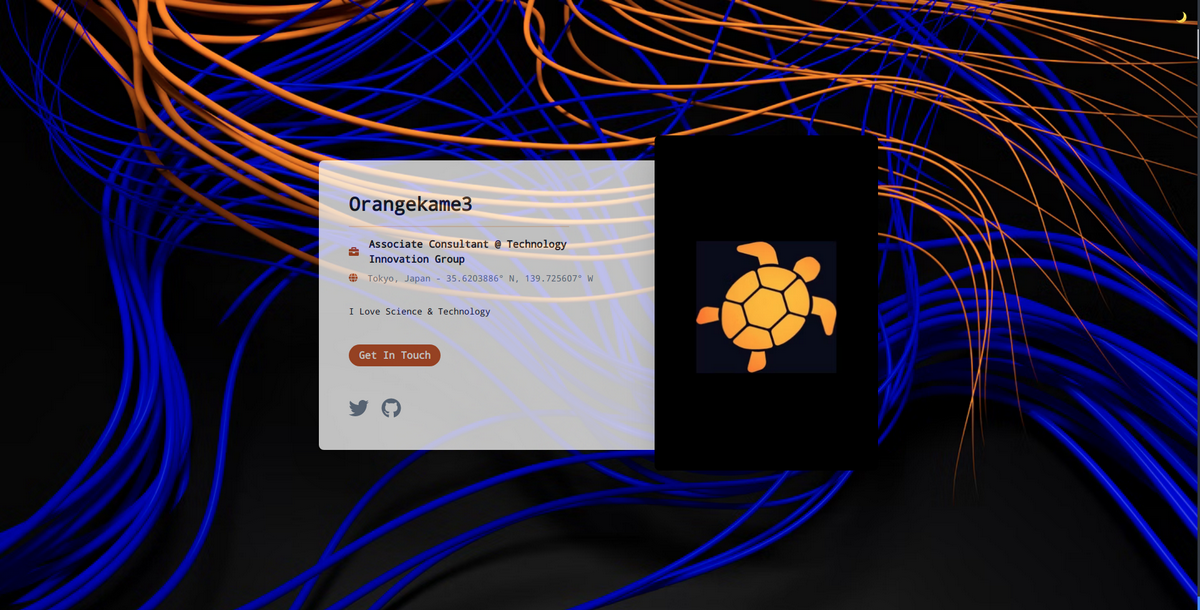 Orangekame3
Associate Consultant @ Technology
Innovation Group
Tokyo, Japan - 35.6203886° N, 139.725607° W
I Love Science & Technology
Get In Touch